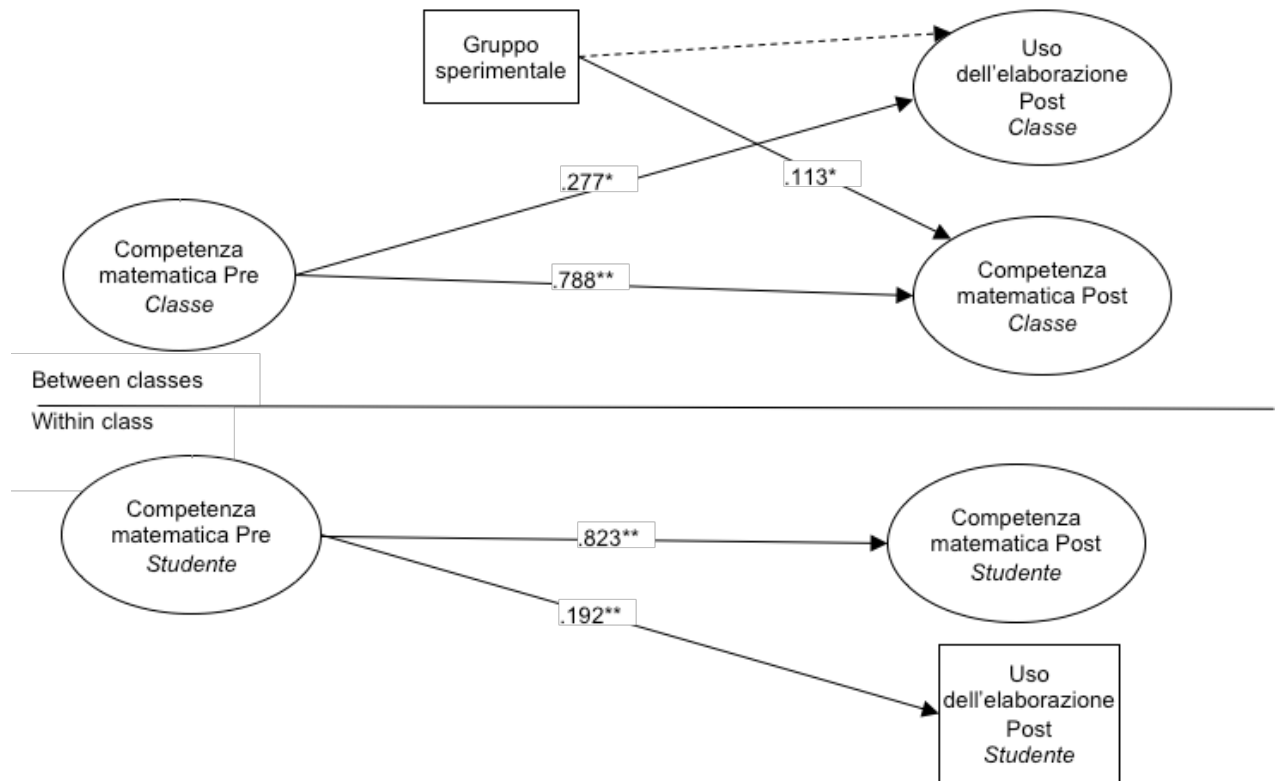 Gruppo
sperimentale
Uso
dell'elaborazione
Post
Classe
.277*
.113*
Competenza
matematica Pre
Classe
.788**
Competenza
matematica Post
Classe
Between classes
Within class
Competenza
matematica Pre
Studente
.823**
Competenza
matematica Post
Studente
.192**
Uso
dell'elaborazione
Post
Studente